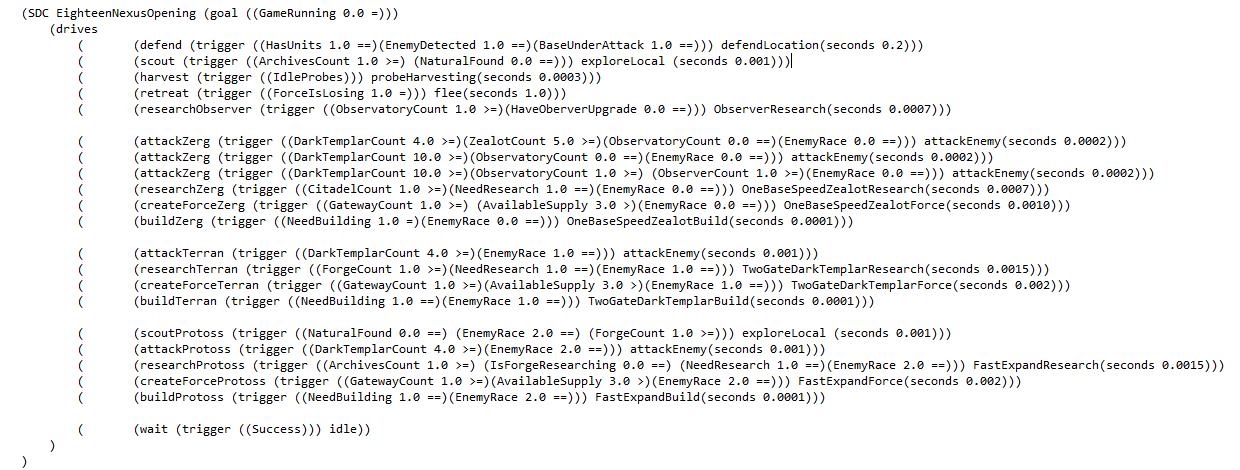 (SDC EighteenNexusOpening (goal ((GameRunning 0.0 =)))
(drives
( (defend (trigger ((HasUnits 1.0 ==)(EnemyDetected 1.0 ==)(BaseUnderAttack 1.0 ==))) defendLocation(seconds 0.2)))
( (scout (trigger ((ArchivesCount 1.0 >=) (NaturalFound 0.0 ==))) exploreLocal (seconds 0.001)))
( (harvest (trigger ((IdleProbes))) probeHarvesting(seconds 0.0003)))
( (retreat (trigger ((ForceIsLosing 1.0 =))) flee(seconds 1.0)))
( (researchObserver (trigger ((ObservatoryCount 1.0 >=)(HaveOberverUpgrade 0.0 ==))) ObserverResearch(seconds 0.0007)))
( (attackZerg (trigger ((DarkTemplarCount 4.0 >=)(ZealotCount 5.0 >=)(ObservatoryCount 0.0 ==)(EnemyRace 0.0 ==))) attackEnemy(seconds 0.0002)))
( (attackZerg (trigger ((DarkTemplarCount 10.0 >=)(ObservatoryCount 0.0 ==)(EnemyRace 0.0 ==))) attackEnemy(seconds 0.0002)))
( (attackZerg (trigger ((DarkTemplarCount 10.0 >=)(ObservatoryCount 1.0 >=) (ObserverCount 1.0 >=)(EnemyRace 0.0 ==))) attackEnemy(seconds 0.0002)))
( (researchZerg (trigger ((CitadelCount 1.0 >=)(NeedResearch 1.0 ==)(EnemyRace 0.0 ==))) OneBaseSpeedZealotResearch(seconds 0.0007)))
( (createForceZerg (trigger ((GatewayCount 1.0 >=) (AvailableSupply 3.0 >)(EnemyRace 0.0 ==))) OneBaseSpeedZealotForce(seconds 0.0010)))
( (buildZerg (trigger ((NeedBuilding 1.0 =)(EnemyRace 0.0 ==))) OneBaseSpeedZealotBuild(seconds 0.0001)))
( (attackTerran (trigger ((DarkTemplarCount 4.0 >=)(EnemyRace 1.0 ==))) attackEnemy(seconds 0.001)))
( (researchTerran (trigger ((ForgeCount 1.0 >=)(NeedResearch 1.0 ==)(EnemyRace 1.0 ==))) TwoGateDarkTemplarResearch(seconds 0.0015)))
( (createForceTerran (trigger ((GatewayCount 1.0 >=)(AvailableSupply 3.0 >)(EnemyRace 1.0 ==))) TwoGateDarkTemplarForce(seconds 0.002)))
( (buildTerran (trigger ((NeedBuilding 1.0 ==)(EnemyRace 1.0 ==))) TwoGateDarkTemplarBuild(seconds 0.0001)))
( (scoutProtoss (trigger ((NaturalFound 0.0 ==) (EnemyRace 2.0 ==) (ForgeCount 1.0 >=))) exploreLocal (seconds 0.001)))
( (attackProtoss (trigger ((DarkTemplarCount 4.0 >=)(EnemyRace 2.0 ==))) attackEnemy(seconds 0.001)))
( (researchProtoss (trigger ((ArchivesCount 1.0 >=) (IsForgeResearching 0.0 ==) (NeedResearch 1.0 ==)(EnemyRace 2.0 ==))) FastExpandResearch(seconds 0.0015)))
( (createForceProtoss (trigger ((GatewayCount 1.0 >=)(AvailableSupply 3.0 >)(EnemyRace 2.0 ==))) FastExpandForce(seconds 0.002)))
( (buildProtoss (trigger ((NeedBuilding 1.0 ==)(EnemyRace 2.0 ==))) FastExpandBuild(seconds 0.0001)))
( (wait (trigger ((Success))) idle))
)
)